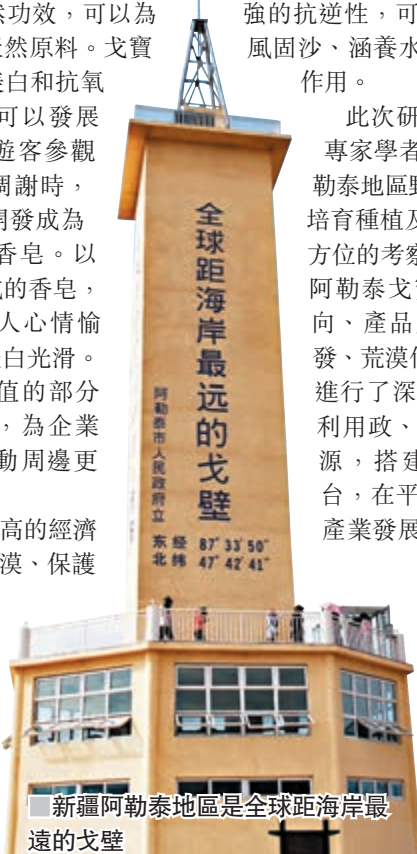 然功效，可以為
然原料。戈寶
美白和抗氧
可以發展
遊客參觀
凋謝時，
開發成為
香皂。以
的香皂，
人心情愉
白光滑。
值的部分
，為企業
動周邊更
高的經濟
漠、保護
全球距海岸最远的戈壁
阿勒泰市人民政府立
东经 87°33′50″
北纬 47°42′41″
強的抗逆性，可
風固沙、涵養水
作用。
此次研
專家學者
勒泰地區野
培育種植及
方位的考察
阿勒泰戈
向、產品
發、荒漠化
進行了深
利用政、
源，搭建
台，在平
產業發展
■新疆阿勒泰地區是全球距海岸最
遠的戈壁